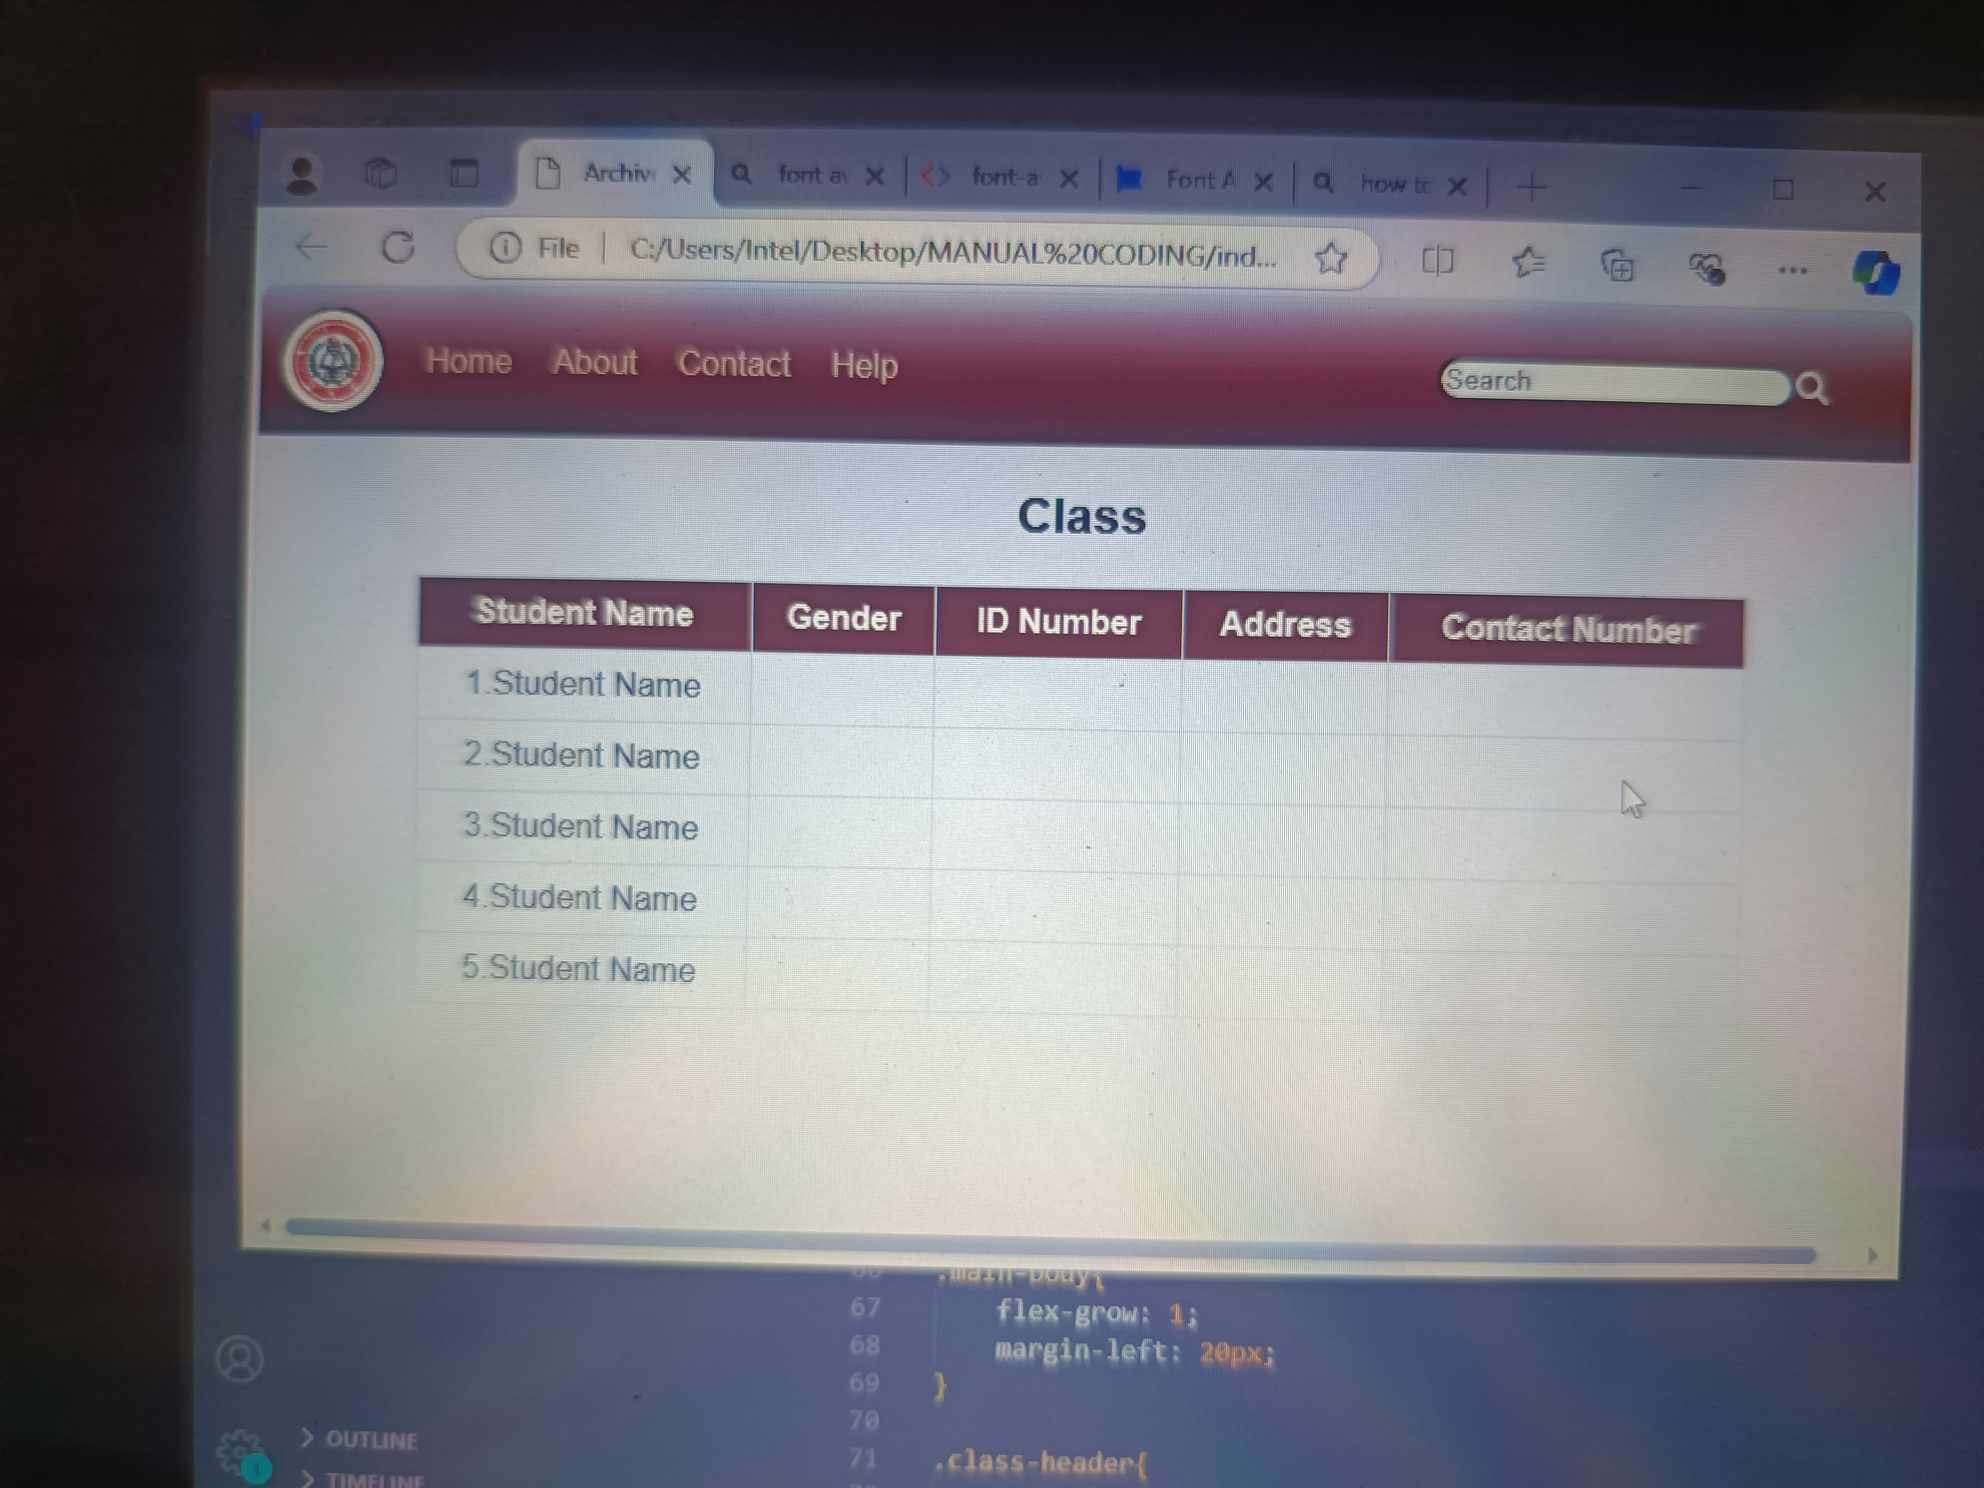 Archiv
font a
font-a
Font A
how to
File
C:/Users/Intel/Desktop/MANUAL%20CODING/ind...
Home About Contact Help
Search
Class
Student Name Gender ID Number Address Contact Number
1.Student Name
2.Student Name
3.Student Name
4.Student Name
5.Student Name
.main-body{
67 flex-grow: 1;
68 margin-left: 20px;
69 }
70
71 .class-header{
OUTLINE
TIMELINE